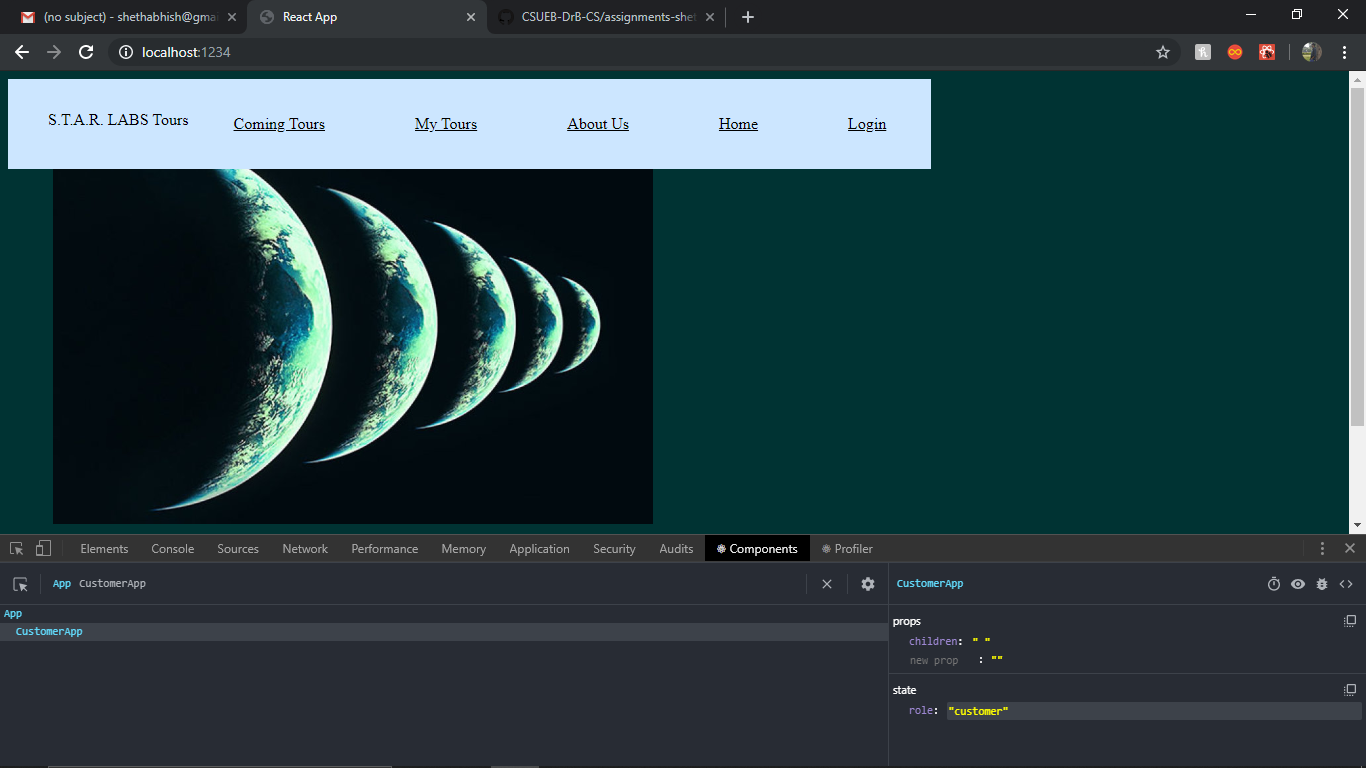 (no subject) - shethabhish@gmai
React App
CSUEB-DrB-CS/assignments-shet
localhost:1234
S.T.A.R. LABS Tours
Coming Tours
My Tours
About Us
Home
Login
Elements
Console
Sources
Network
Performance
Memory
Application
Security
Audits
Components
Profiler
App CustomerApp
CustomerApp
App
CustomerApp
props
children: " "
new prop : ""
state
role: "customer"